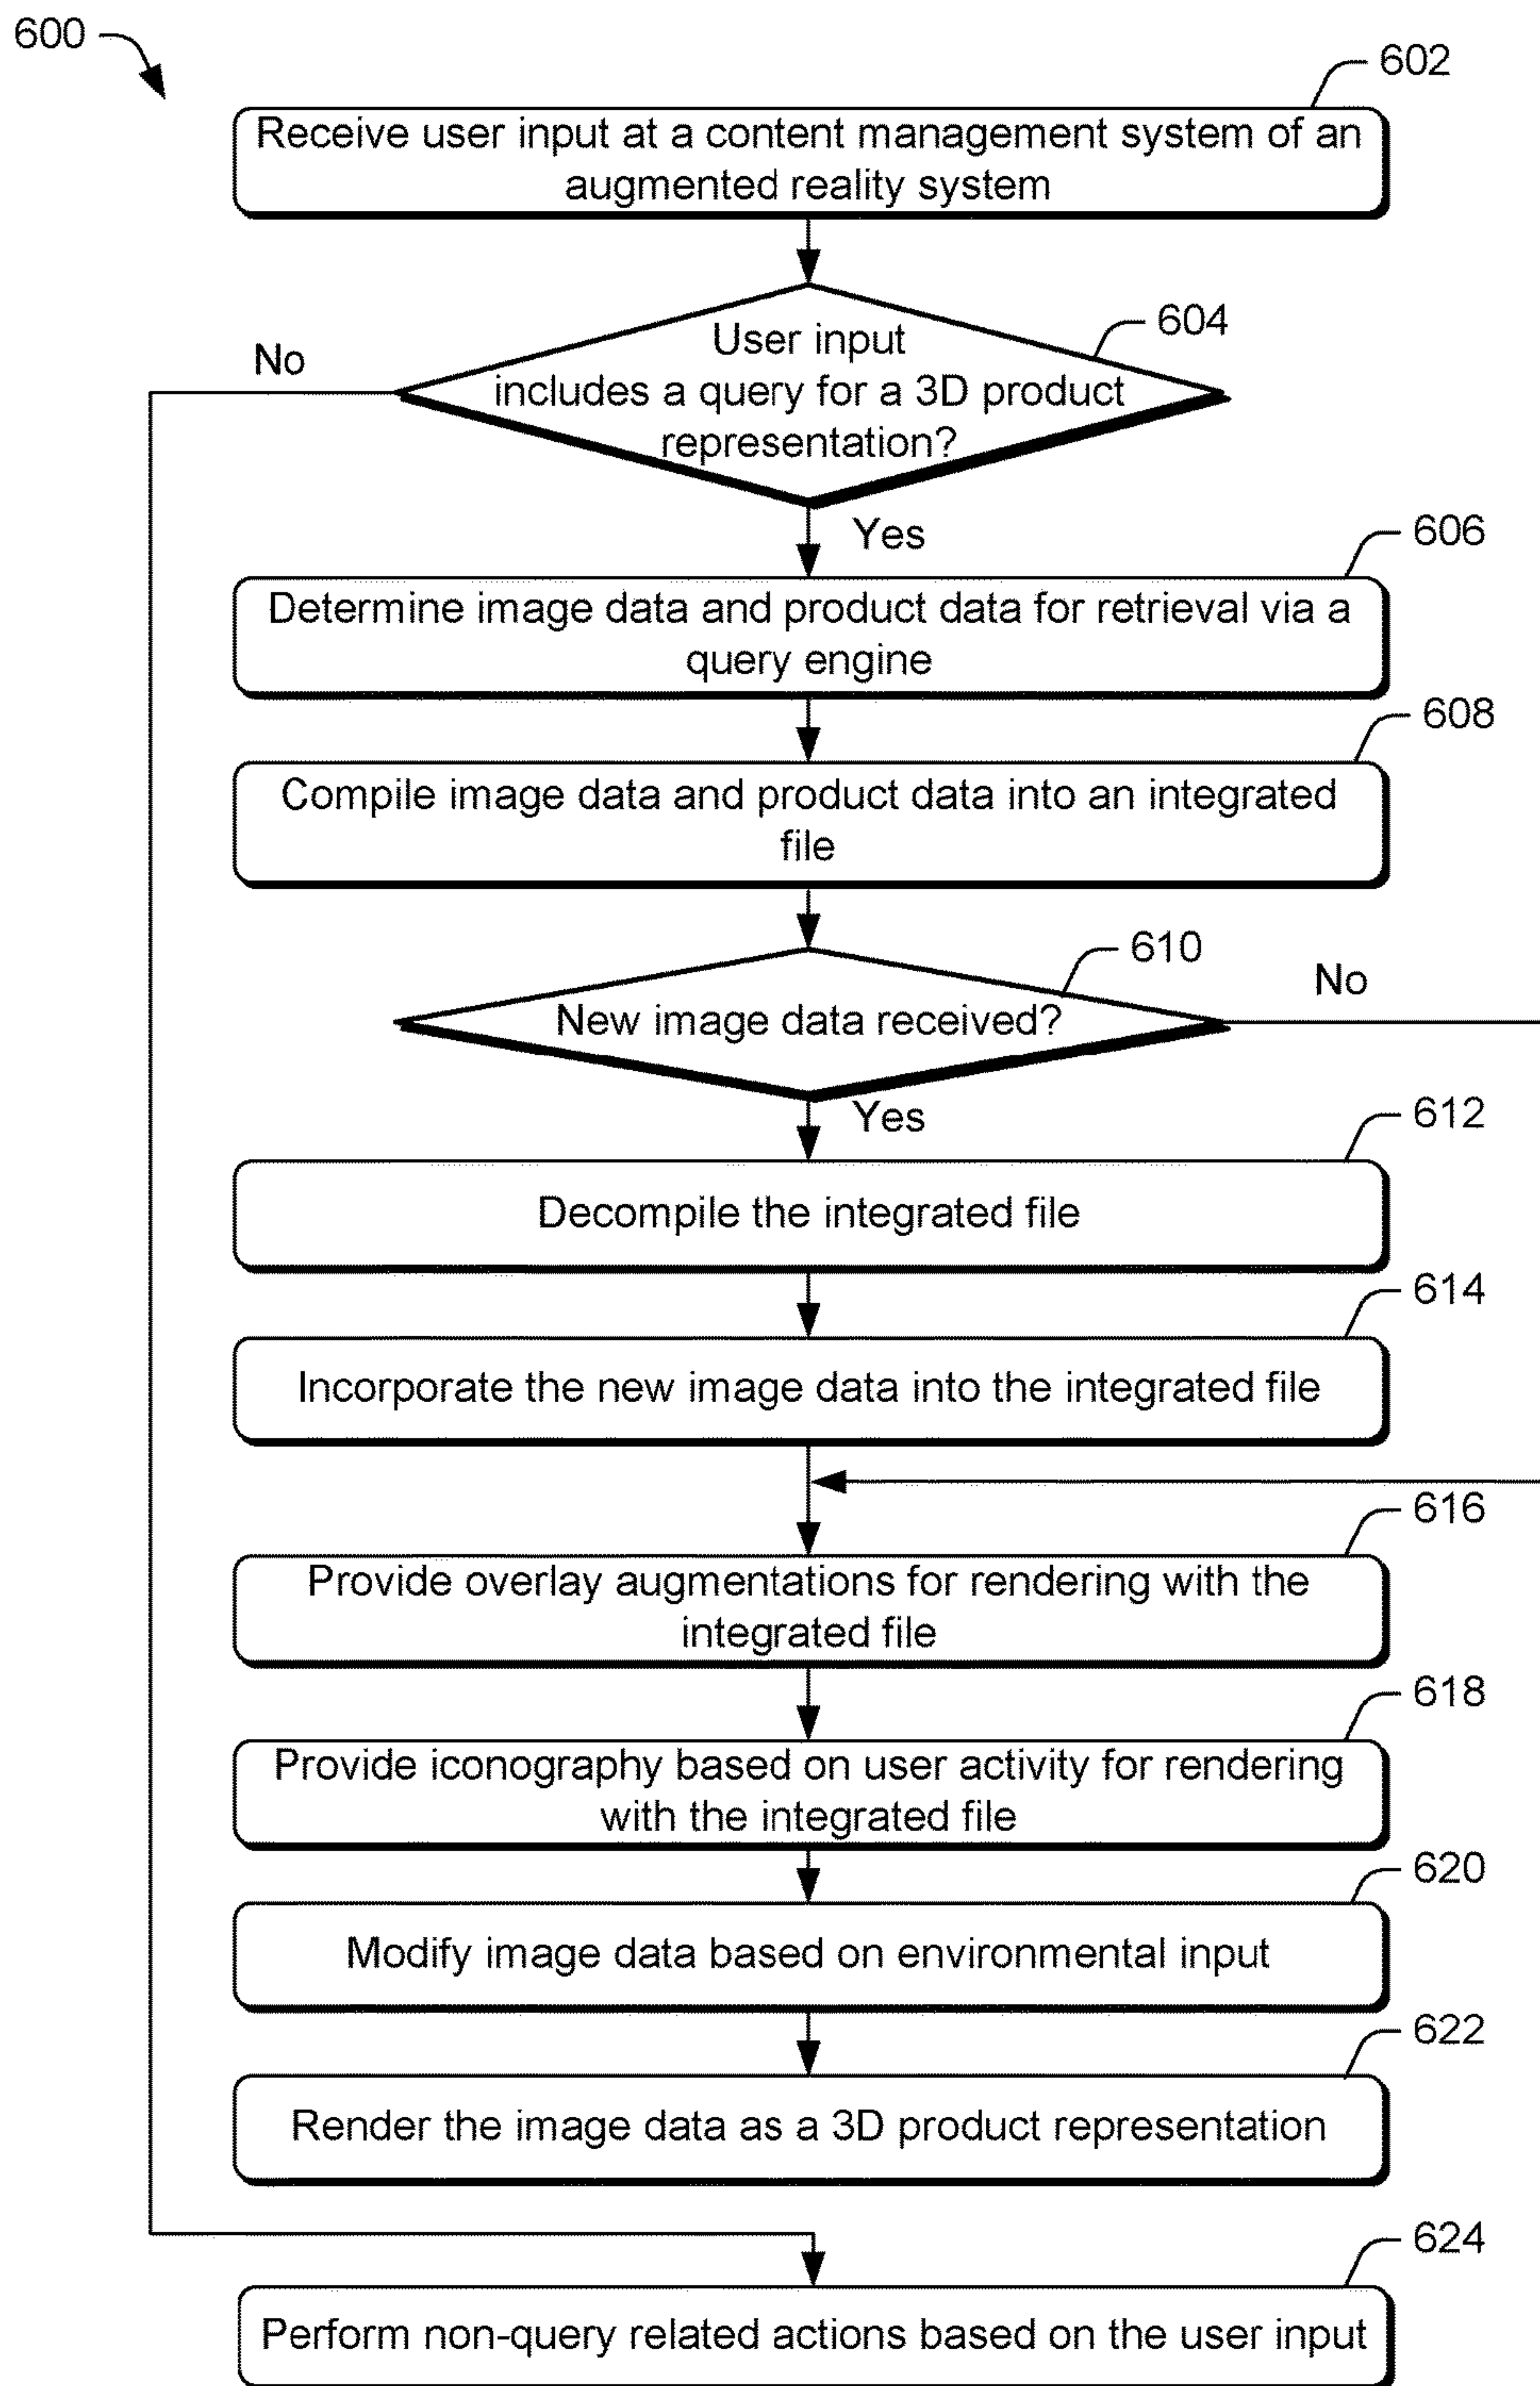 600
602
Receive user input at a content management system of an
augmented reality system
604
No
User input
includes a query for a 3D product
representation?
Yes
606
Determine image data and product data for retrieval via a
query engine
608
Compile image data and product data into an integrated
file
610
No
New image data received?
Yes
612
Decompile the integrated file
614
Incorporate the new image data into the integrated file
616
Provide overlay augmentations for rendering with the
integrated file
618
Provide iconography based on user activity for rendering
with the integrated file
620
Modify image data based on environmental input
622
Render the image data as a 3D product representation
624
Perform non-query related actions based on the user input